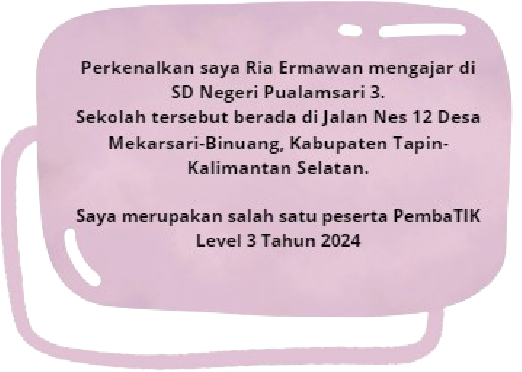 Perkenalkan saya Ria Ermawan mengajar di
SD Negeri Pualamsari 3.
Sekolah tersebut berada di Jalan Nes 12 Desa
Mekarsari-Binuang, Kabupaten Tapin-
Kalimantan Selatan.
Saya merupakan salah satu peserta PembaTIK
Level 3 Tahun 2024